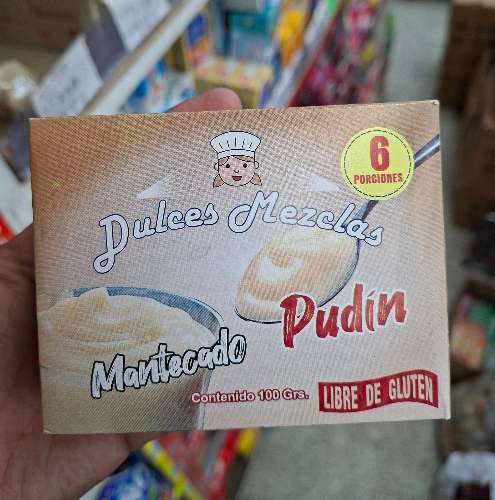 6
PORCIONES
Dulces Mezclas
Pudín
Mantecado
Contenido 100 Grs.
LIBRE DE GLUTEN